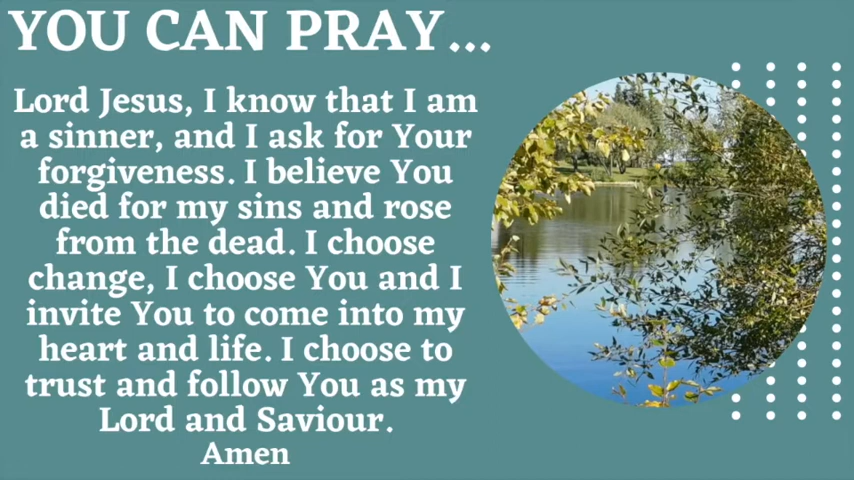 YOU CAN PRAY...
Lord Jesus, I know that I am
a sinner, and I ask for Your
forgiveness. I believe You
died for my sins and rose
from the dead. I choose
change, I choose You and I
invite You to come into my
heart and life. I choose to
trust and follow You as my
Lord and Saviour.
Amen